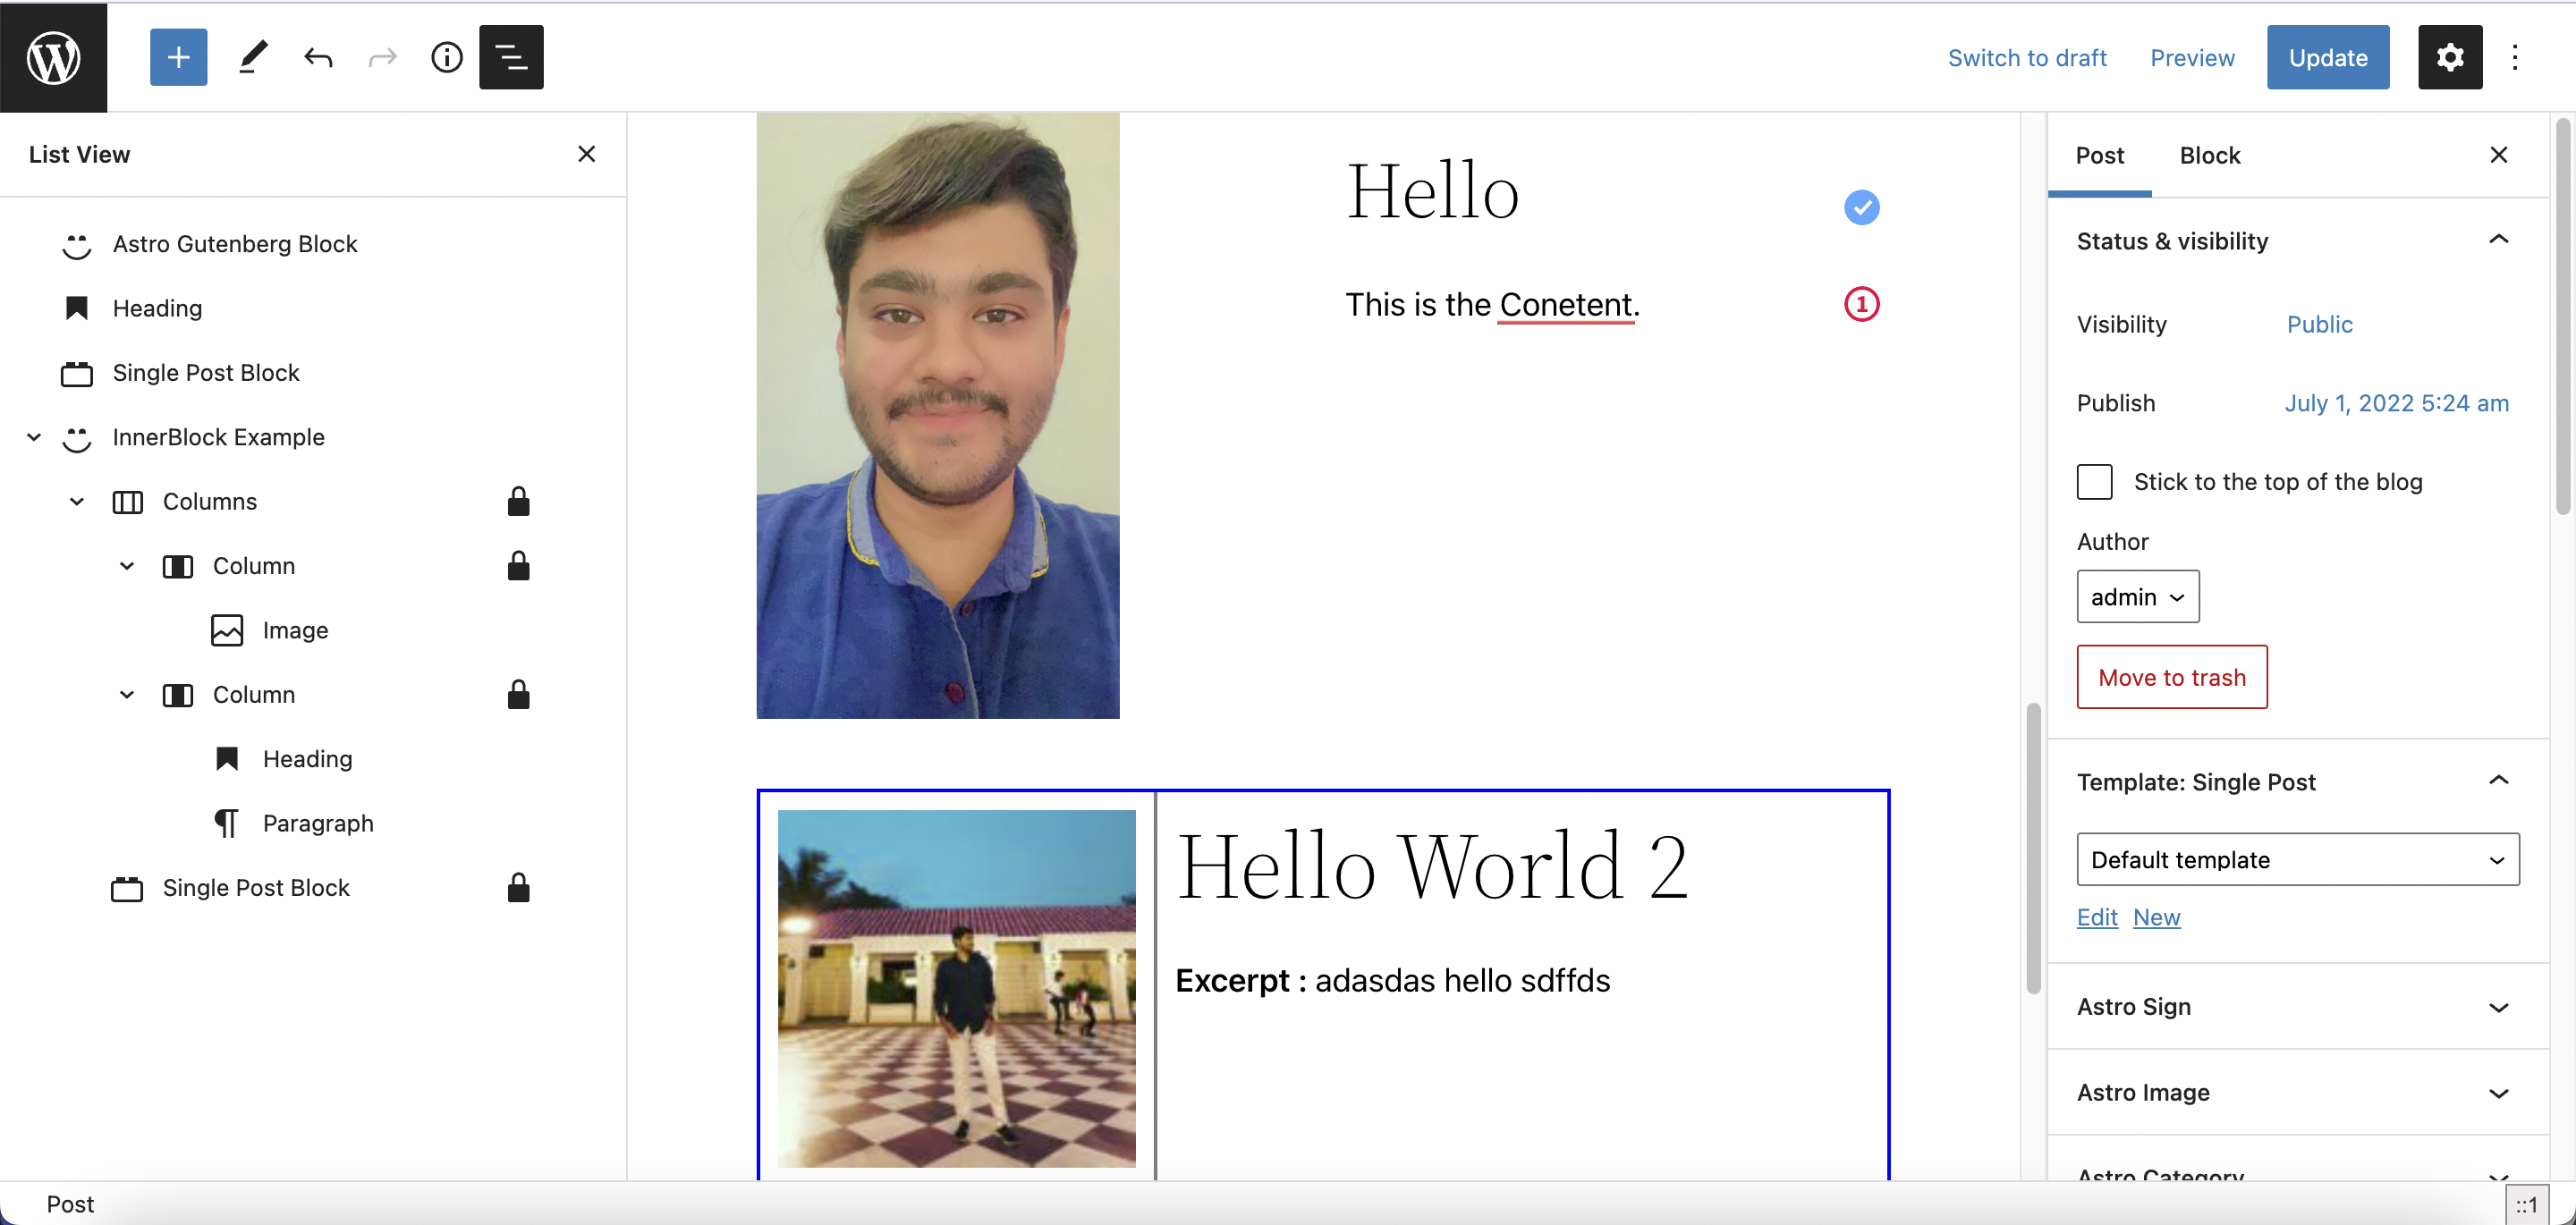 Switch to draft
Preview
Update
List View
Astro Gutenberg Block
Heading
Single Post Block
InnerBlock Example
Columns
Column
Image
Column
Heading
Paragraph
Single Post Block
Hello
This is the Conetent.
1
Hello World 2
Excerpt : adasdas hello sdffds
Post Block
Status & visibility
Visibility Public
Publish July 1, 2022 5:24 am
Stick to the top of the blog
Author
admin
Move to trash
Template: Single Post
Default template
Edit New
Astro Sign
Astro Image
Astro Category
Post
::1